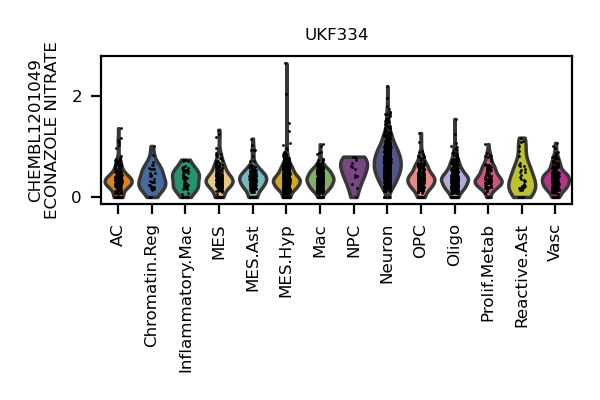 UKF334
CHEMBL1201049
ECONAZOLE NITRATE
2
0
AC
Chromatin.Reg
Inflammatory.Mac
MES
MES.Ast
MES.Hyp
Mac
NPC
Neuron
OPC
Oligo
Prolif.Metab
Reactive.Ast
Vasc